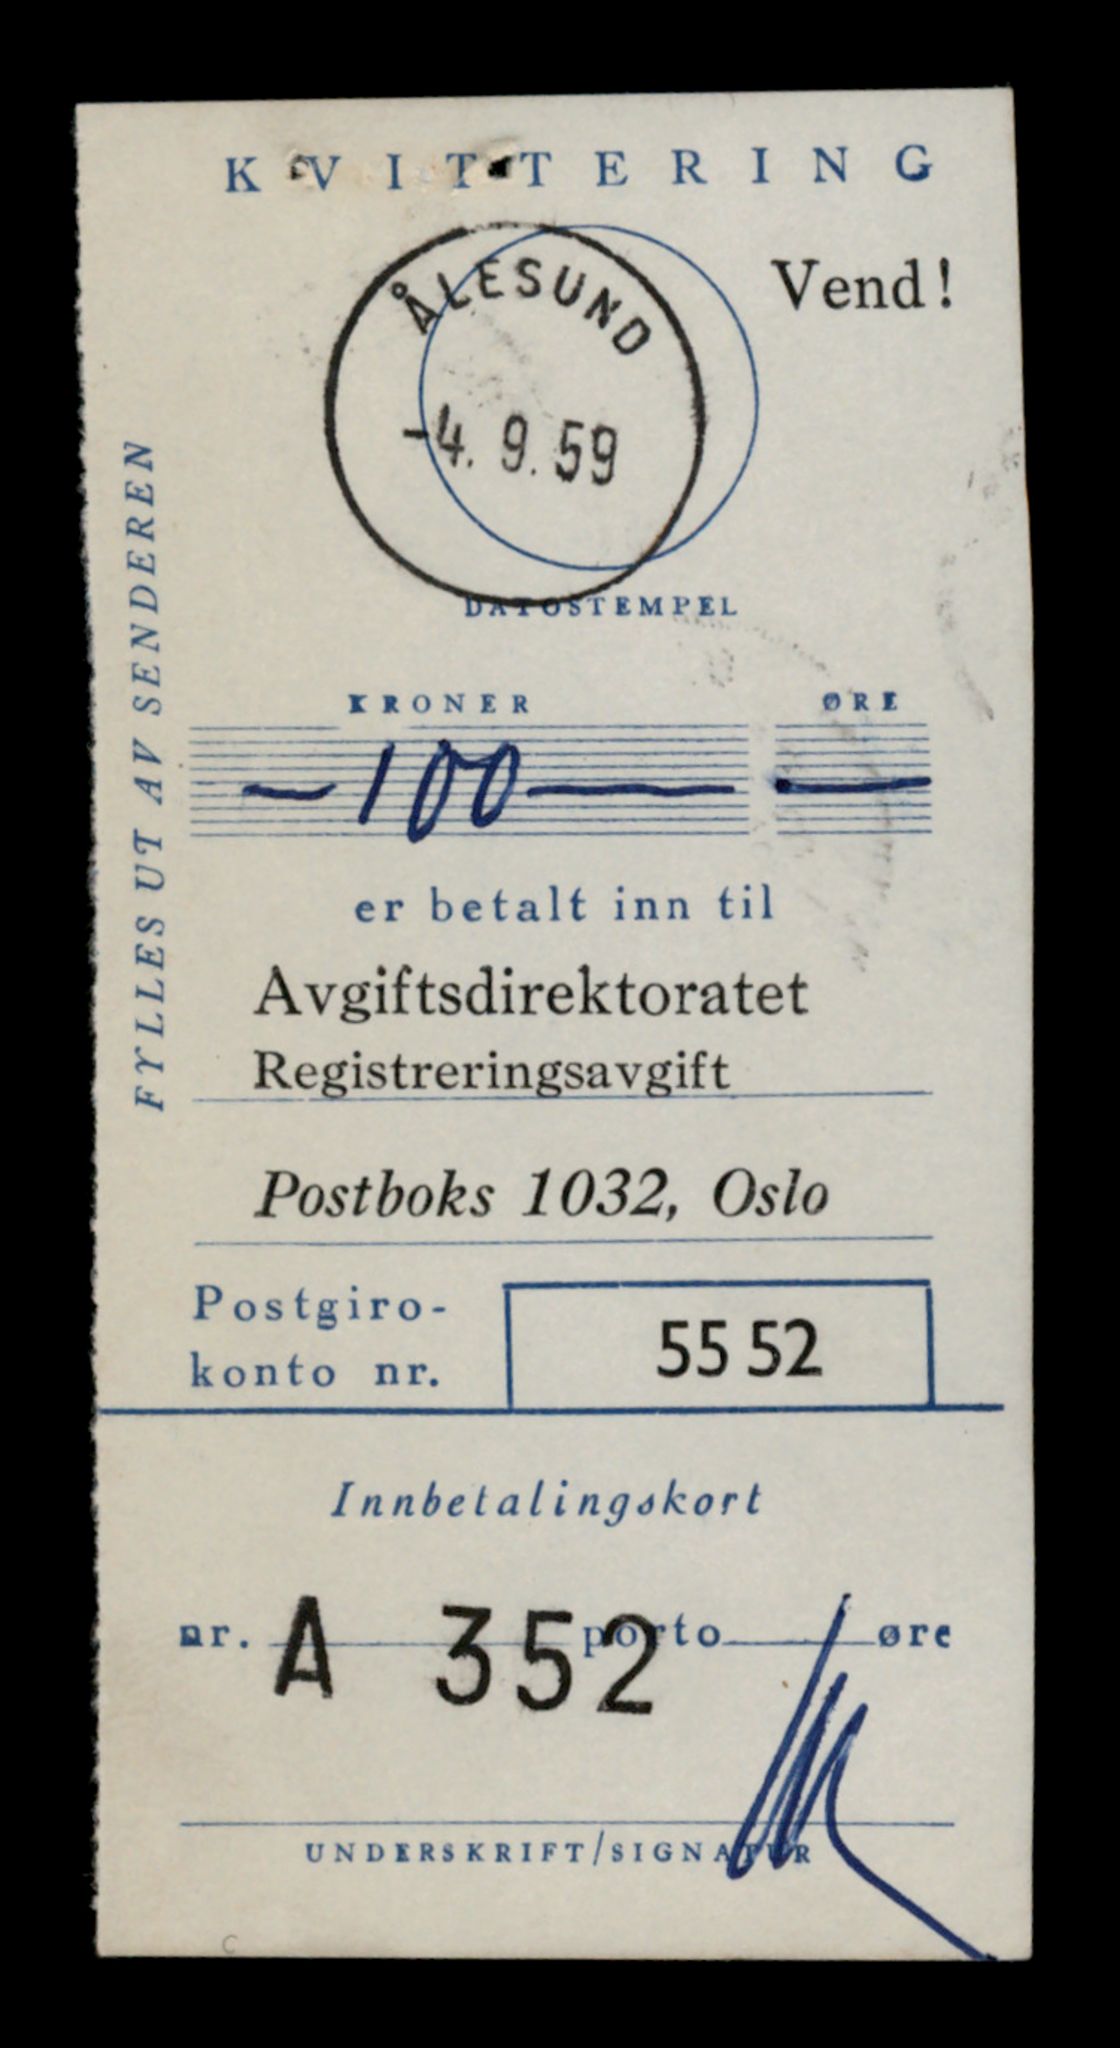 KVITTERING
Vend!
ÅLESUND
-4. 9. 59
DATOSTEMPEL
FYLLES UT AV SENDEREN
KRONER ØRE
— 100 — —
er betalt inn til
Avgiftsdirektoratet
Registreringsavgift
Postboks 1032, Oslo
Postgiro-
konto nr. 55 52
Innbetalingskort
nr. A 352 porto øre
UNDERSKRIFT/SIGNATUR